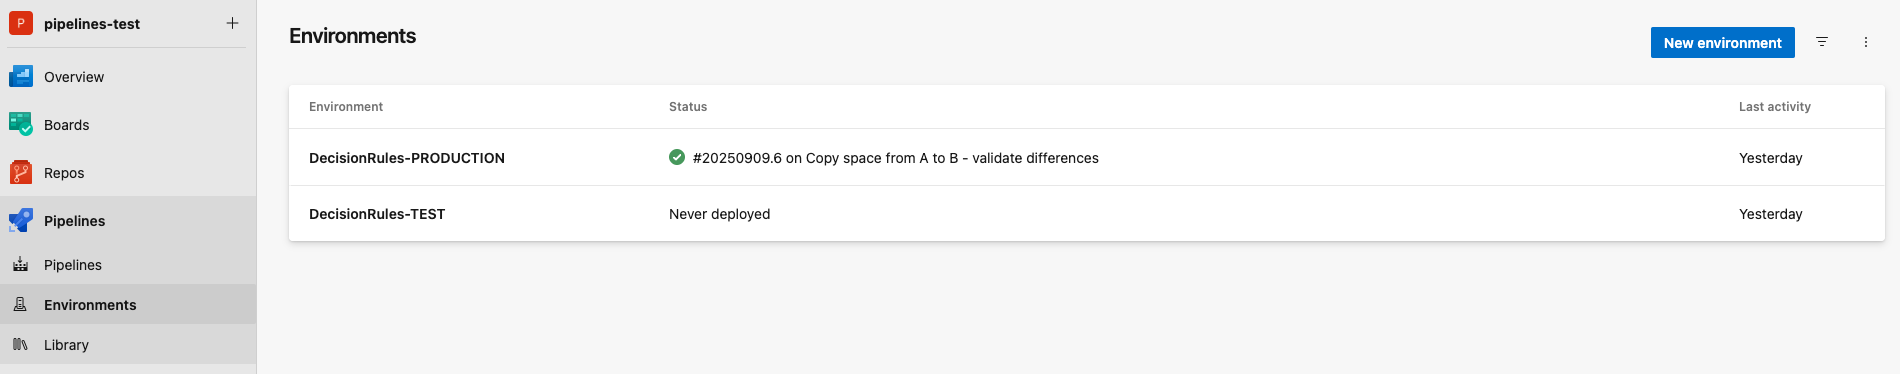 P pipelines-test
Overview
Boards
Repos
Pipelines
Pipelines
Environments
Library
Environments
New environment
Environment Status Last activity
DecisionRules-PRODUCTION #20250909.6 on Copy space from A to B - validate differences Yesterday
DecisionRules-TEST Never deployed Yesterday